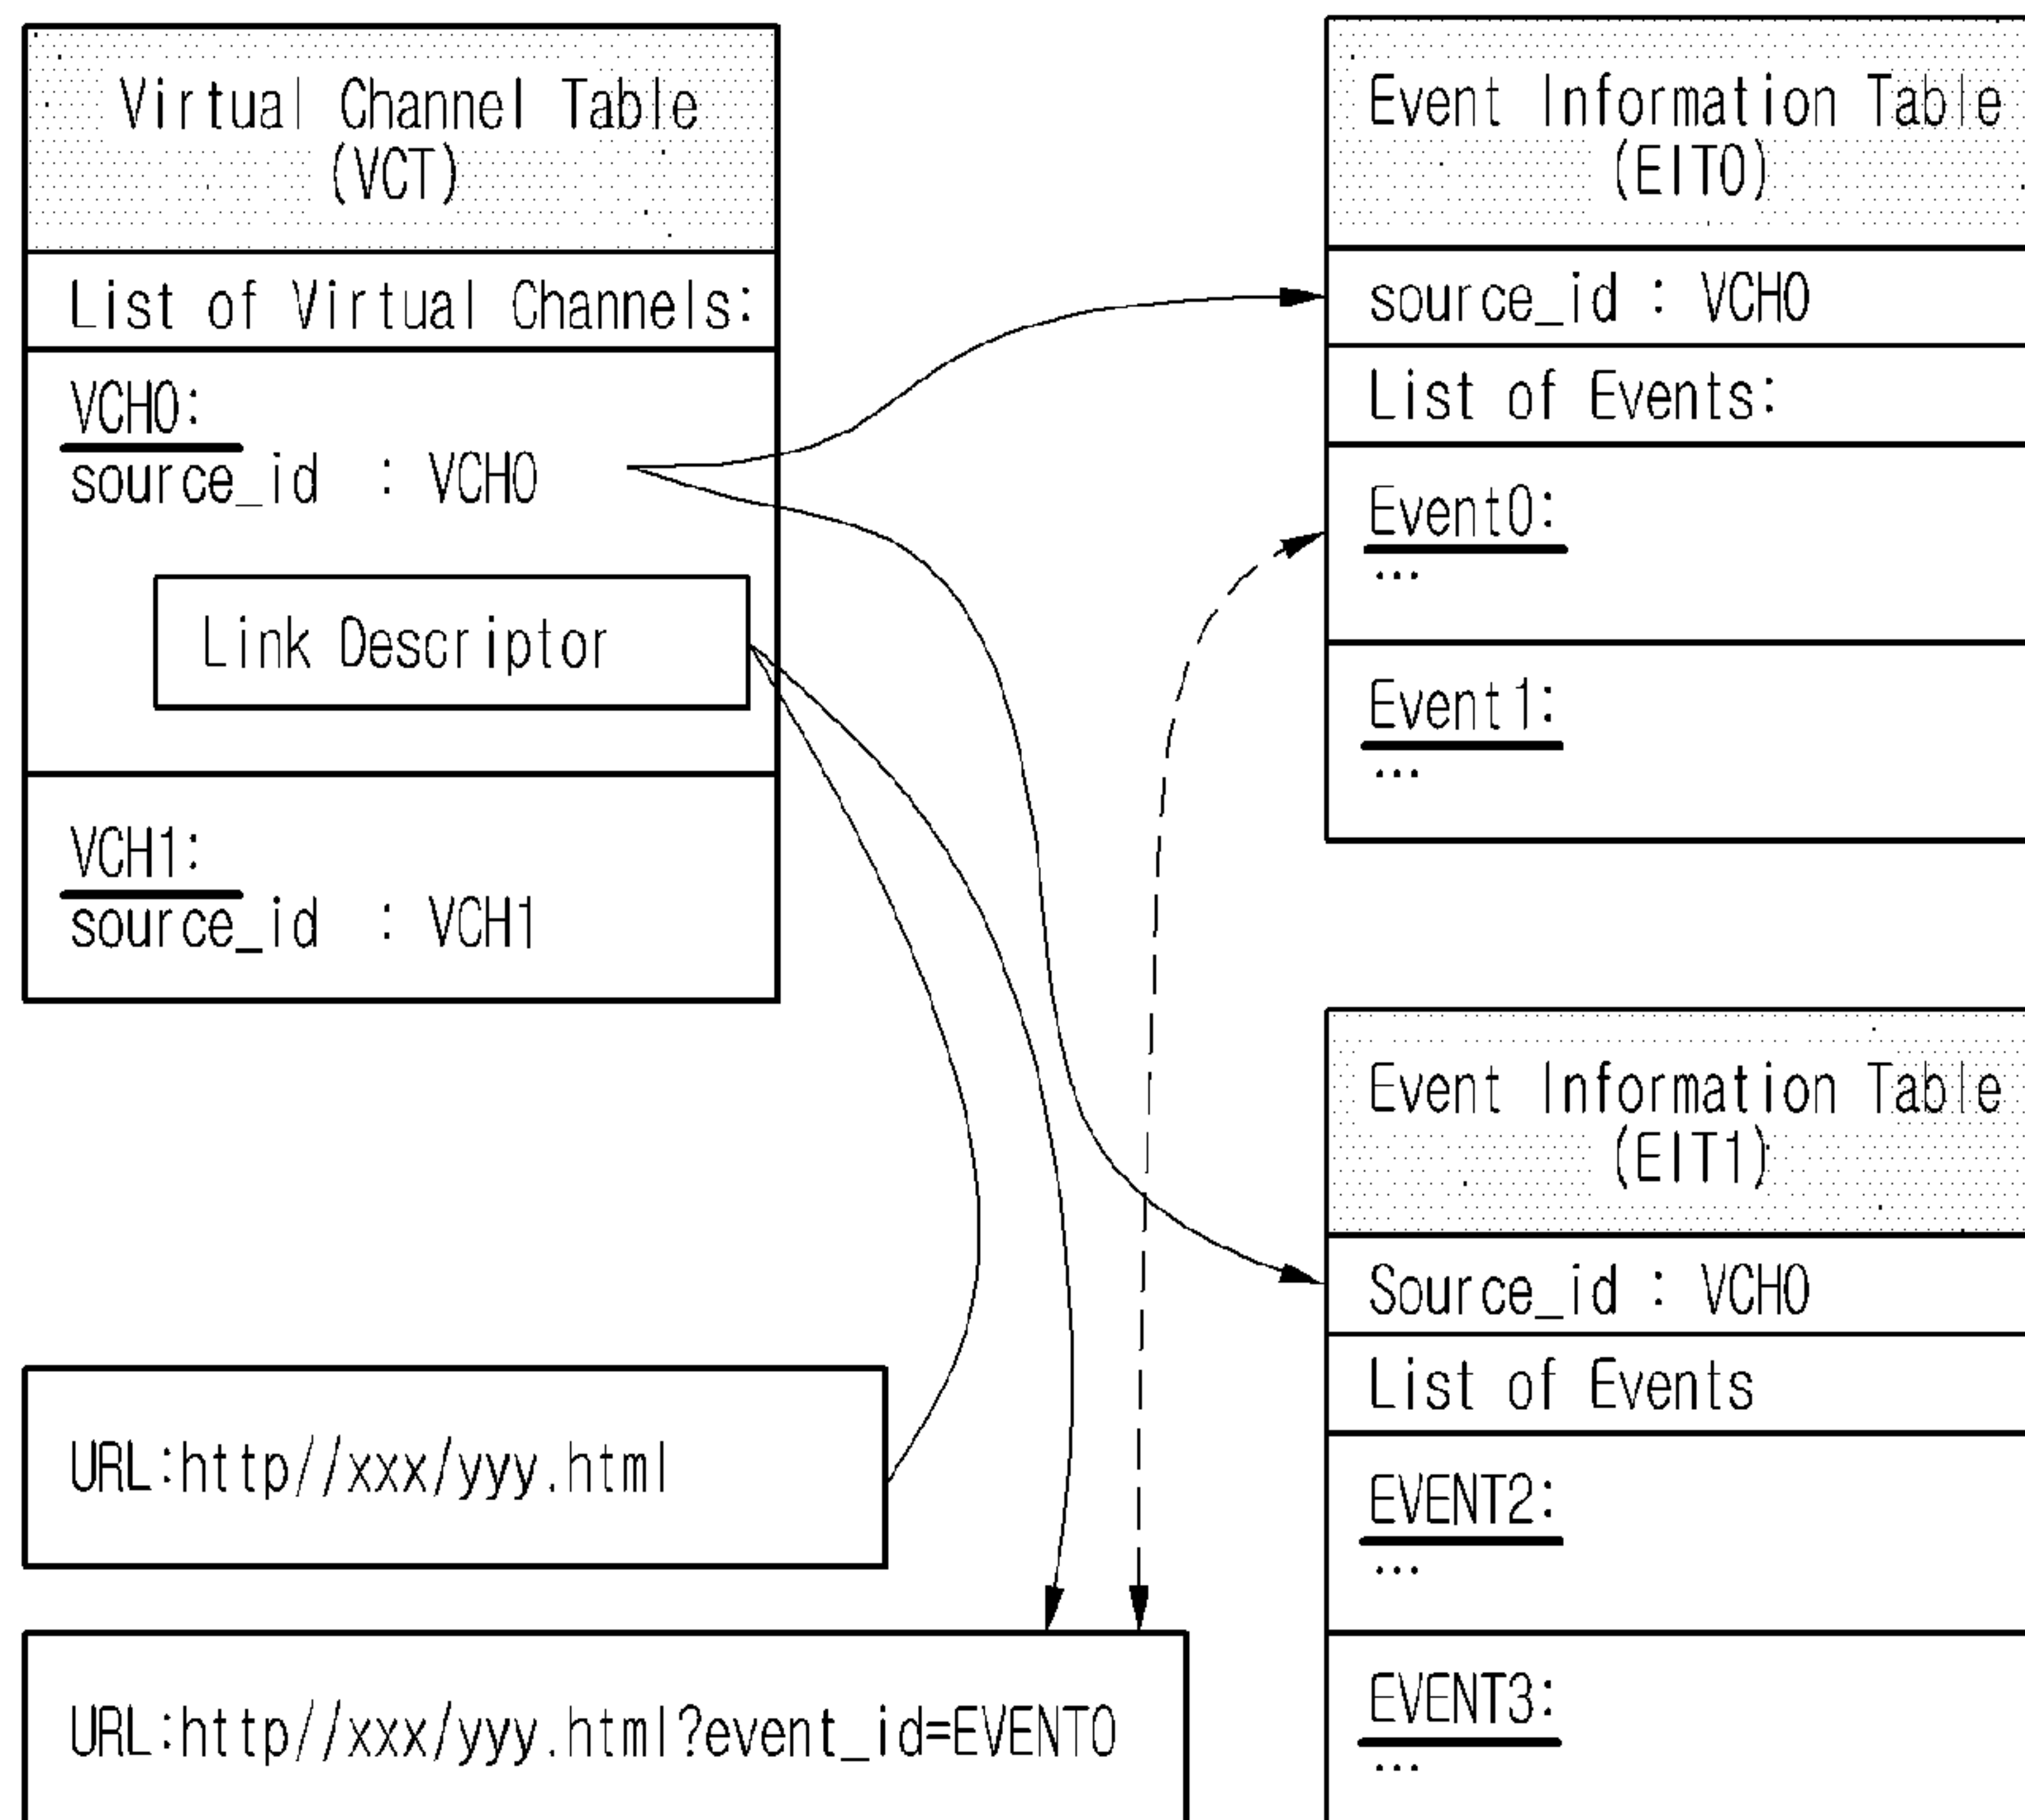 Virtual Channel Table
(VCT)
List of Virtual Channels:
VCH0:
source_id : VCH0
Link Descriptor
VCH1:
source_id : VCH1
URL:http//xxx/yyy.html
URL:http//xxx/yyy.html?event_id=EVENT0
Event Information Table
(EIT0)
source_id : VCH0
List of Events:
Event0:
...
Event1:
...
Event Information Table
(EIT1)
Source_id : VCH0
List of Events
EVENT2:
...
EVENT3:
...